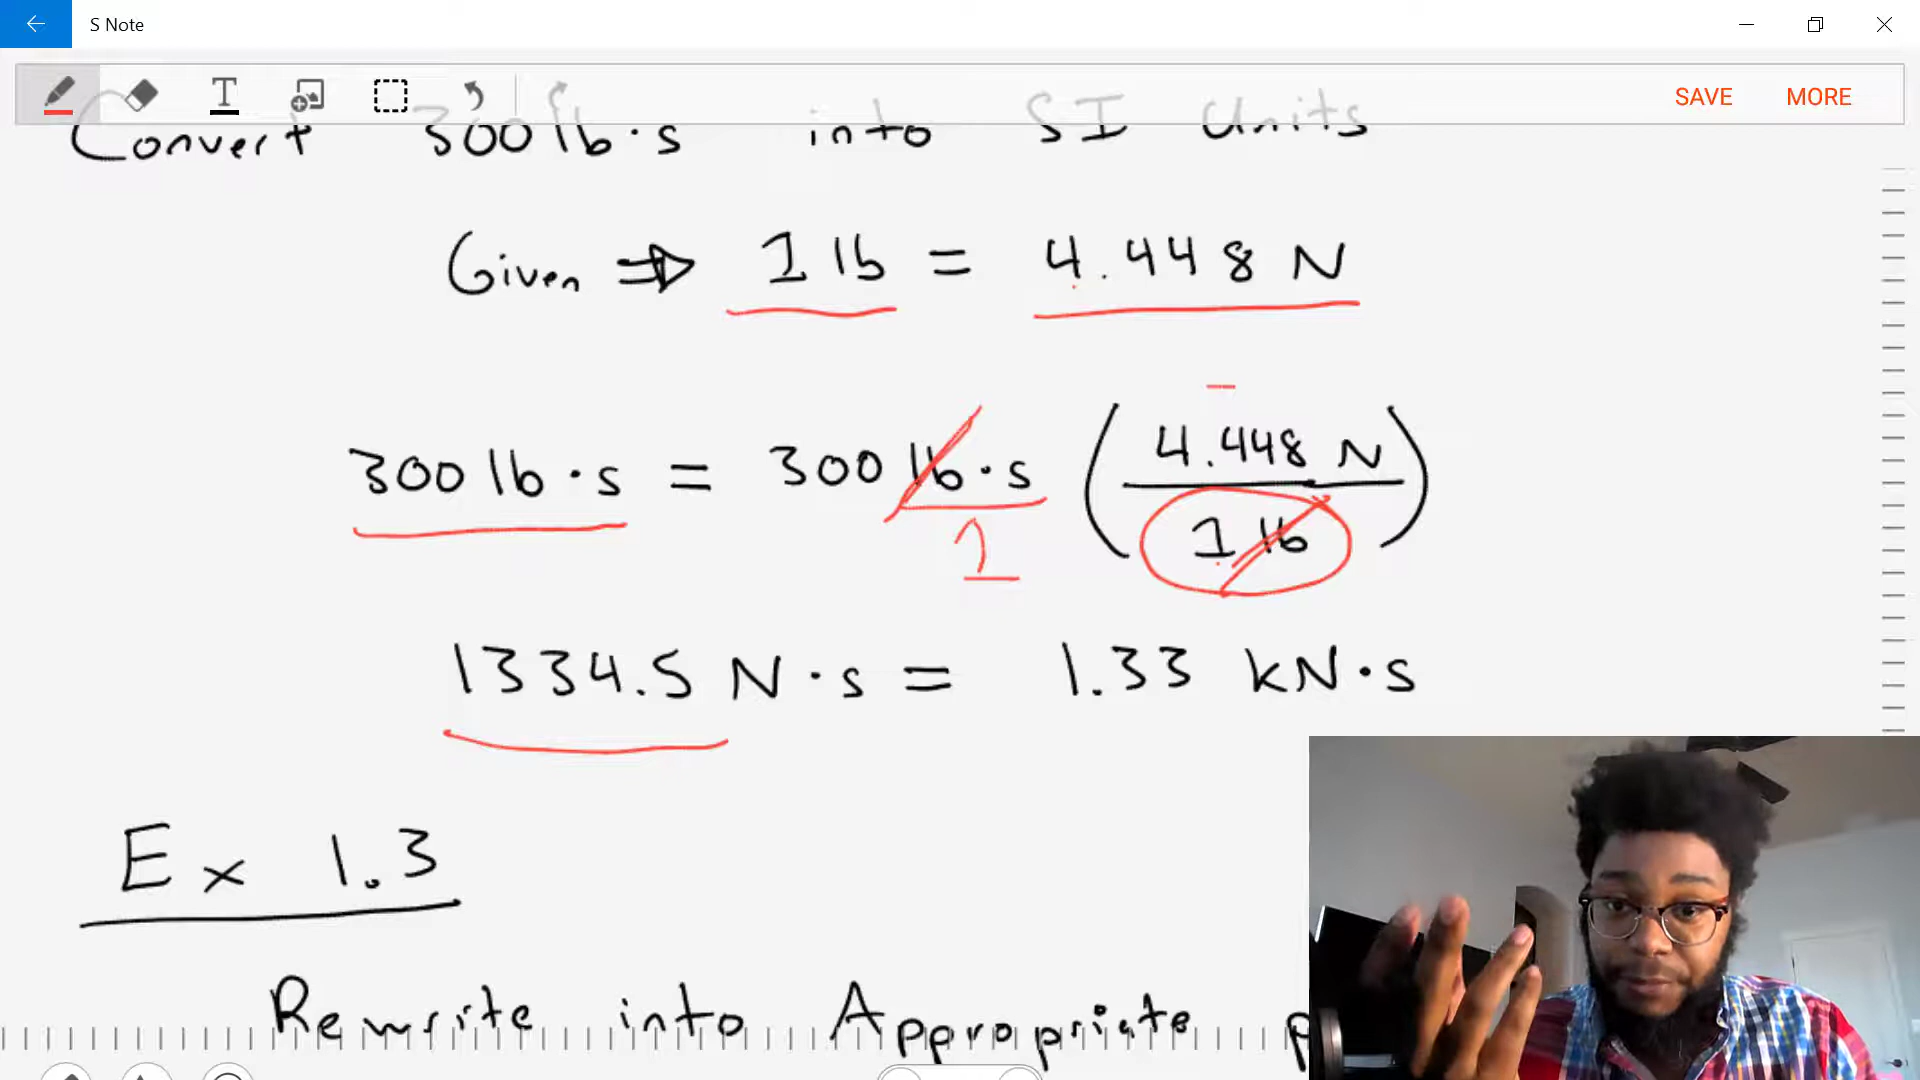 S Note
T SAVE MORE
Convert 300 lb·s into SI Units
Given ⇒ 1 lb = 4.448 N
300 lb·s = 300 lb·s / 1 (4.448 N / 1 lb)
1334.5 N·s = 1.33 kN·s
Ex 1.3
Rewrite into Appropriate